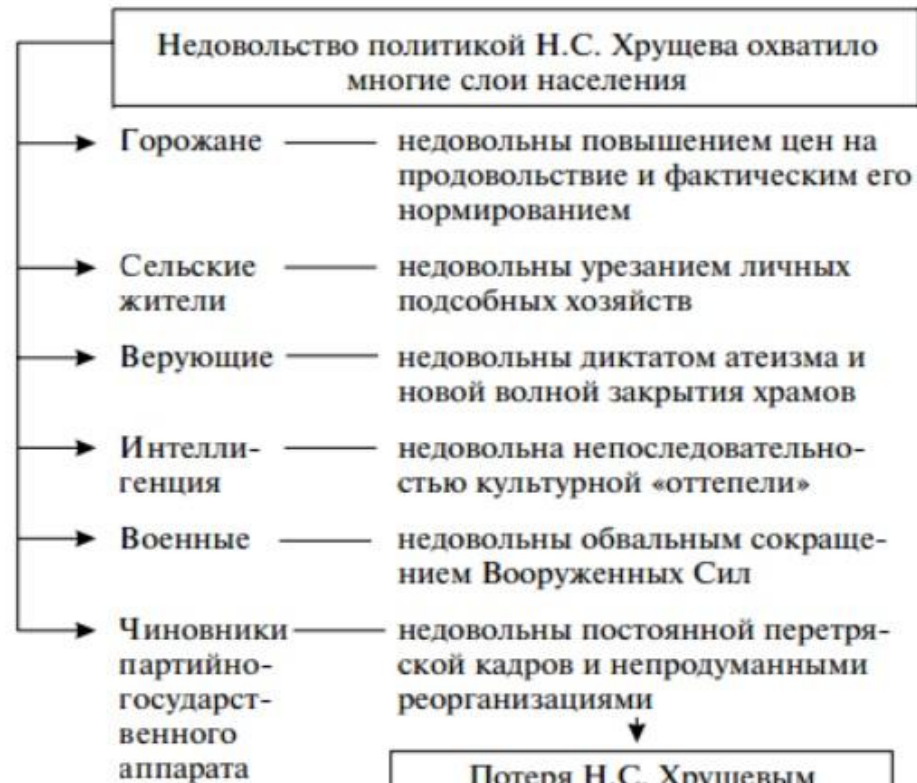 Недовольство политикой Н.С. Хрущева охватило
многие слои населения
Горожане недовольны повышением цен на
продовольствие и фактическим его
нормированием
Сельские недовольны урезанием личных
жители подсобных хозяйств
Верующие недовольны диктатом атеизма и
новой волной закрытия храмов
Интелли- недовольна непоследовательно-
генция стью культурной «оттепели»
Военные недовольны обвальным сокраще-
нием Вооруженных Сил
Чиновники недовольны постоянной перетря-
партийно- ской кадров и непродуманными
государст- реорганизациями
венного
аппарата
Потеря Н.С. Хрущевым